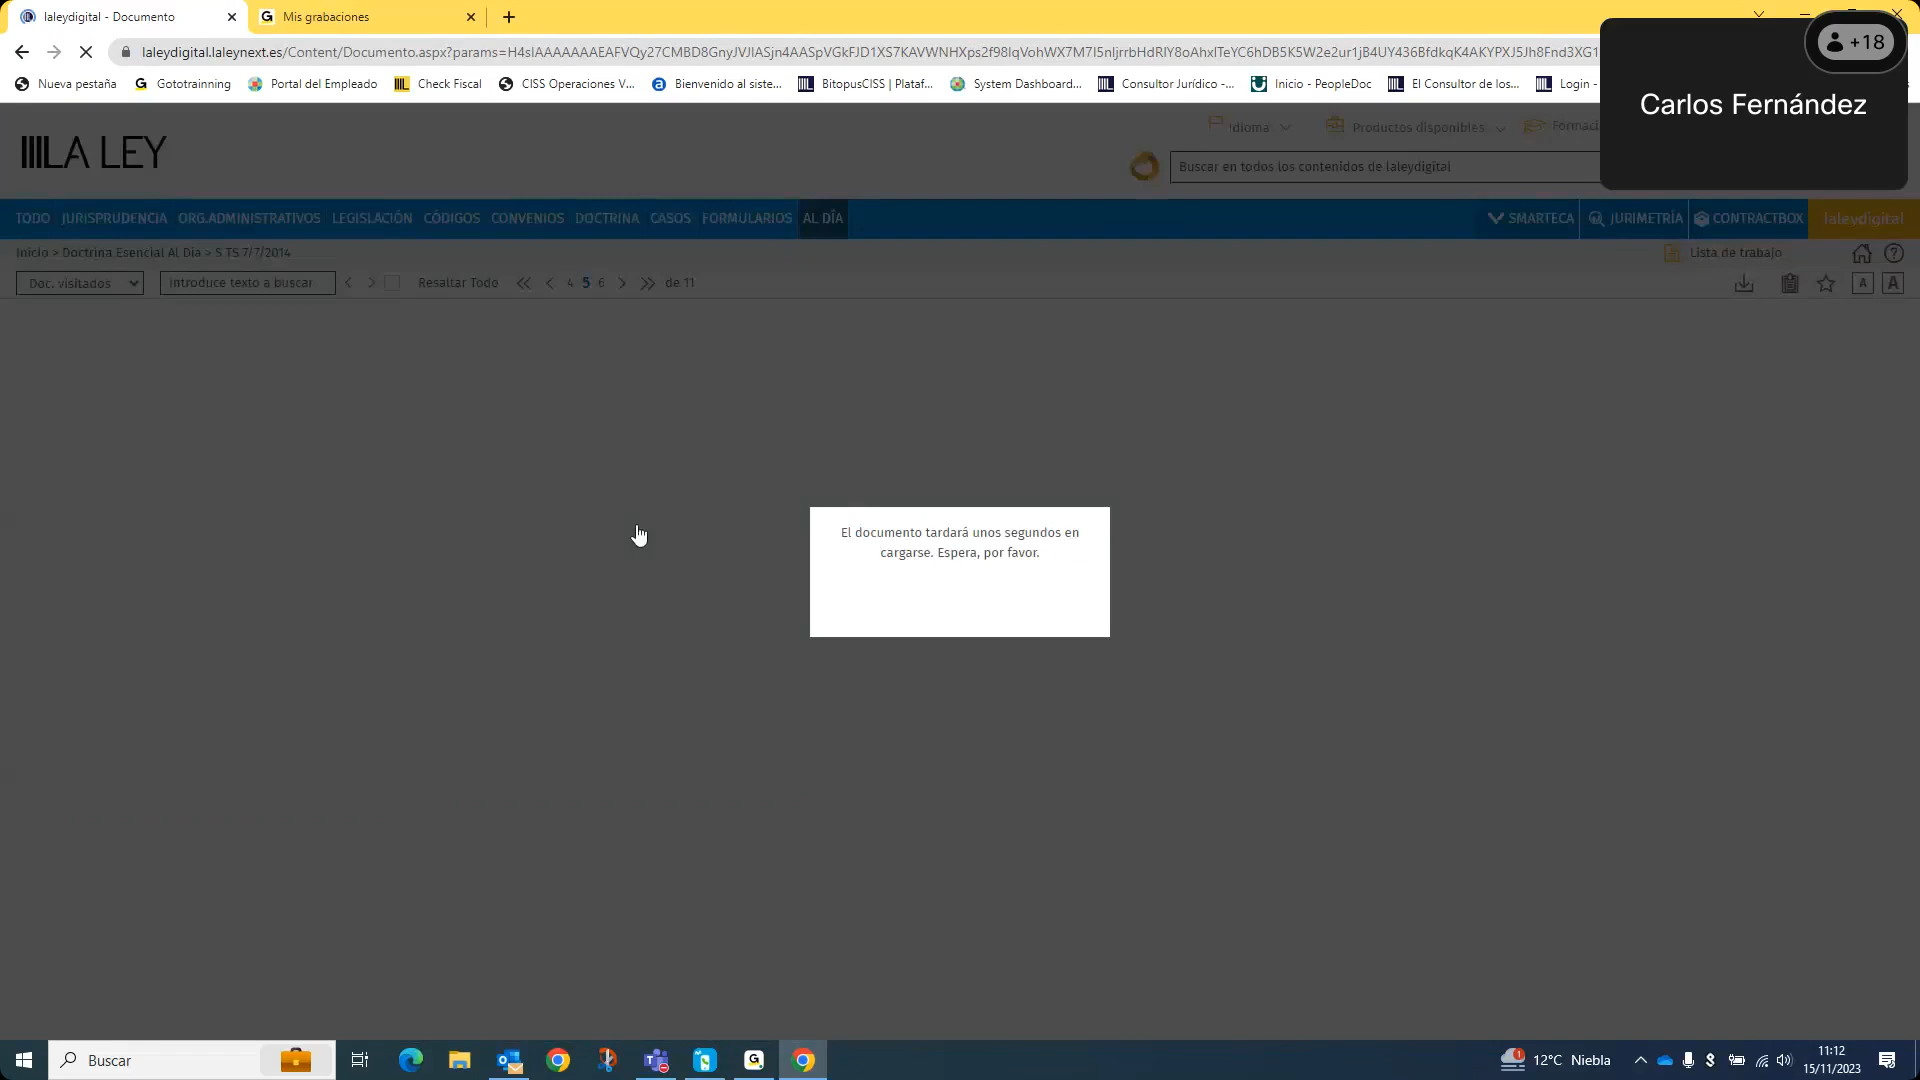 laleydigital - Documento
Mis grabaciones
laleydigital.laleynext.es/Content/Documento.aspx?params=
Nueva pestaña Gototrainning Portal del Empleado Check Fiscal CISS Operaciones V... Bienvenido al siste... BitopusCISS | Plataf... System Dashboard... Consultor Jurídico -... Inicio - PeopleDoc El Consultor de los... Login -
+18
Carlos Fernández
LA LEY
Idioma Productos disponibles Formaci
Buscar en todos los contenidos de laleydigital
TODO JURISPRUDENCIA ORG.ADMINISTRATIVOS LEGISLACIÓN CÓDIGOS CONVENIOS DOCTRINA CASOS FORMULARIOS AL DÍA SMARTECA JURIMETRÍA CONTRACTBOX laleydigital
Inicio > Doctrina Esencial Al Día > S TS 7/7/2014 Lista de trabajo
Doc. visitados Introduce texto a buscar Resaltar Todo 4 5 6 de 11 A A
El documento tardará unos segundos en
cargarse. Espera, por favor.
Buscar
12°C Niebla
11:12
15/11/2023